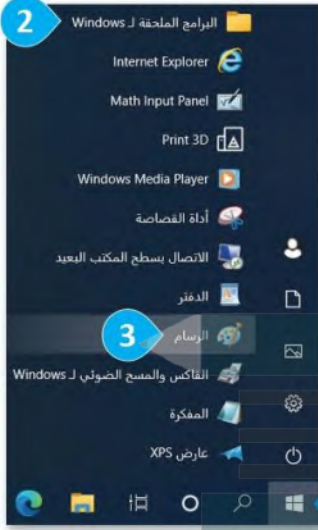 2
البرامج الملحقة لـ Windows
Internet Explorer
Math Input Panel
Print 3D
Windows Media Player
أداة القصاصة
الاتصال بسطح المكتب البعيد
الدفتر
3
الرسام
الفاكس والمسح الضوئي لـ Windows
المفكرة
عارض XPS